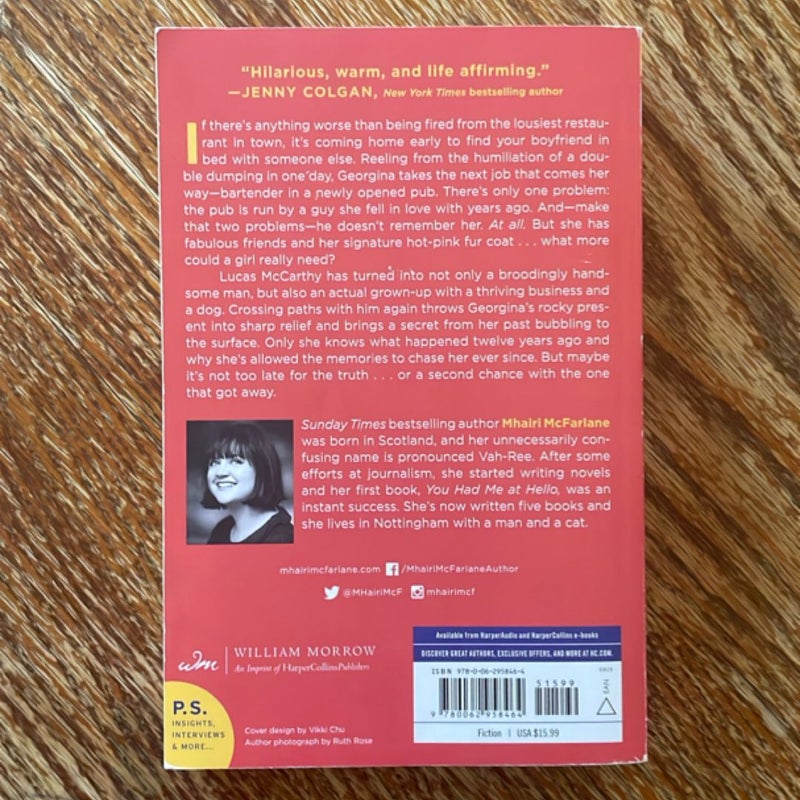 “Hilarious, warm, and life affirming.”
—JENNY COLGAN, New York Times bestselling author
If there's anything worse than being fired from the lousiest restau-
rant in town, it's coming home early to find your boyfriend in
bed with someone else. Reeling from the humiliation of a dou-
ble dumping in one day, Georgina takes the next job that comes her
way—bartender in a newly opened pub. There's only one problem:
the pub is run by a guy she fell in love with years ago. And—make
that two problems—he doesn't remember her. At all. But she has
fabulous friends and her signature hot-pink fur coat . . . what more
could a girl really need?
Lucas McCarthy has turned into not only a broodingly hand-
some man, but also an actual grown-up with a thriving business and
a dog. Crossing paths with him again throws Georgina's rocky pres-
ent into sharp relief and brings a secret from her past bubbling to
the surface. Only she knows what happened twelve years ago and
why she's allowed the memories to chase her ever since. But maybe
it's not too late for the truth . . . or a second chance with the one
that got away.
Sunday Times bestselling author Mhairi McFarlane
was born in Scotland, and her unnecessarily con-
fusing name is pronounced Vah-Ree. After some
efforts at journalism, she started writing novels
and her first book, You Had Me at Hello, was an
instant success. She's now written five books and
she lives in Nottingham with a man and a cat.
mhairimcfarlane.com f /MhairiMcFarlaneAuthor
@MHairiMcF mhairimcf
wm WILLIAM MORROW
An Imprint of HarperCollinsPublishers
P.S.
INSIGHTS,
INTERVIEWS
& MORE...
Cover design by Vikki Chu
Author photograph by Ruth Rose
Available from HarperAudio and HarperCollins e-books
DISCOVER GREAT AUTHORS, EXCLUSIVE OFFERS, AND MORE AT HC.COM.
ISBN 978-0-06-295846-4
51599
9 780062 958464
EAN
Fiction | USA $15.99